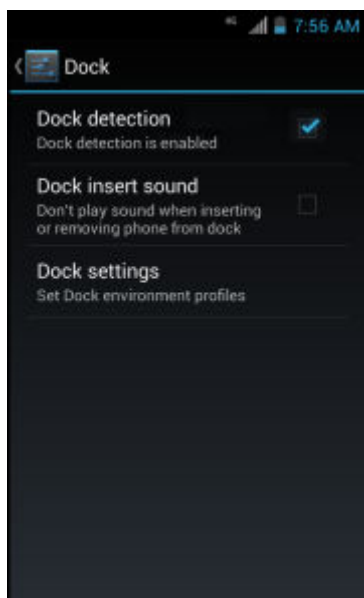 4G 7:56 AM
Dock
Dock detection
Dock detection is enabled
Dock insert sound
Don't play sound when inserting
or removing phone from dock
Dock settings
Set Dock environment profiles